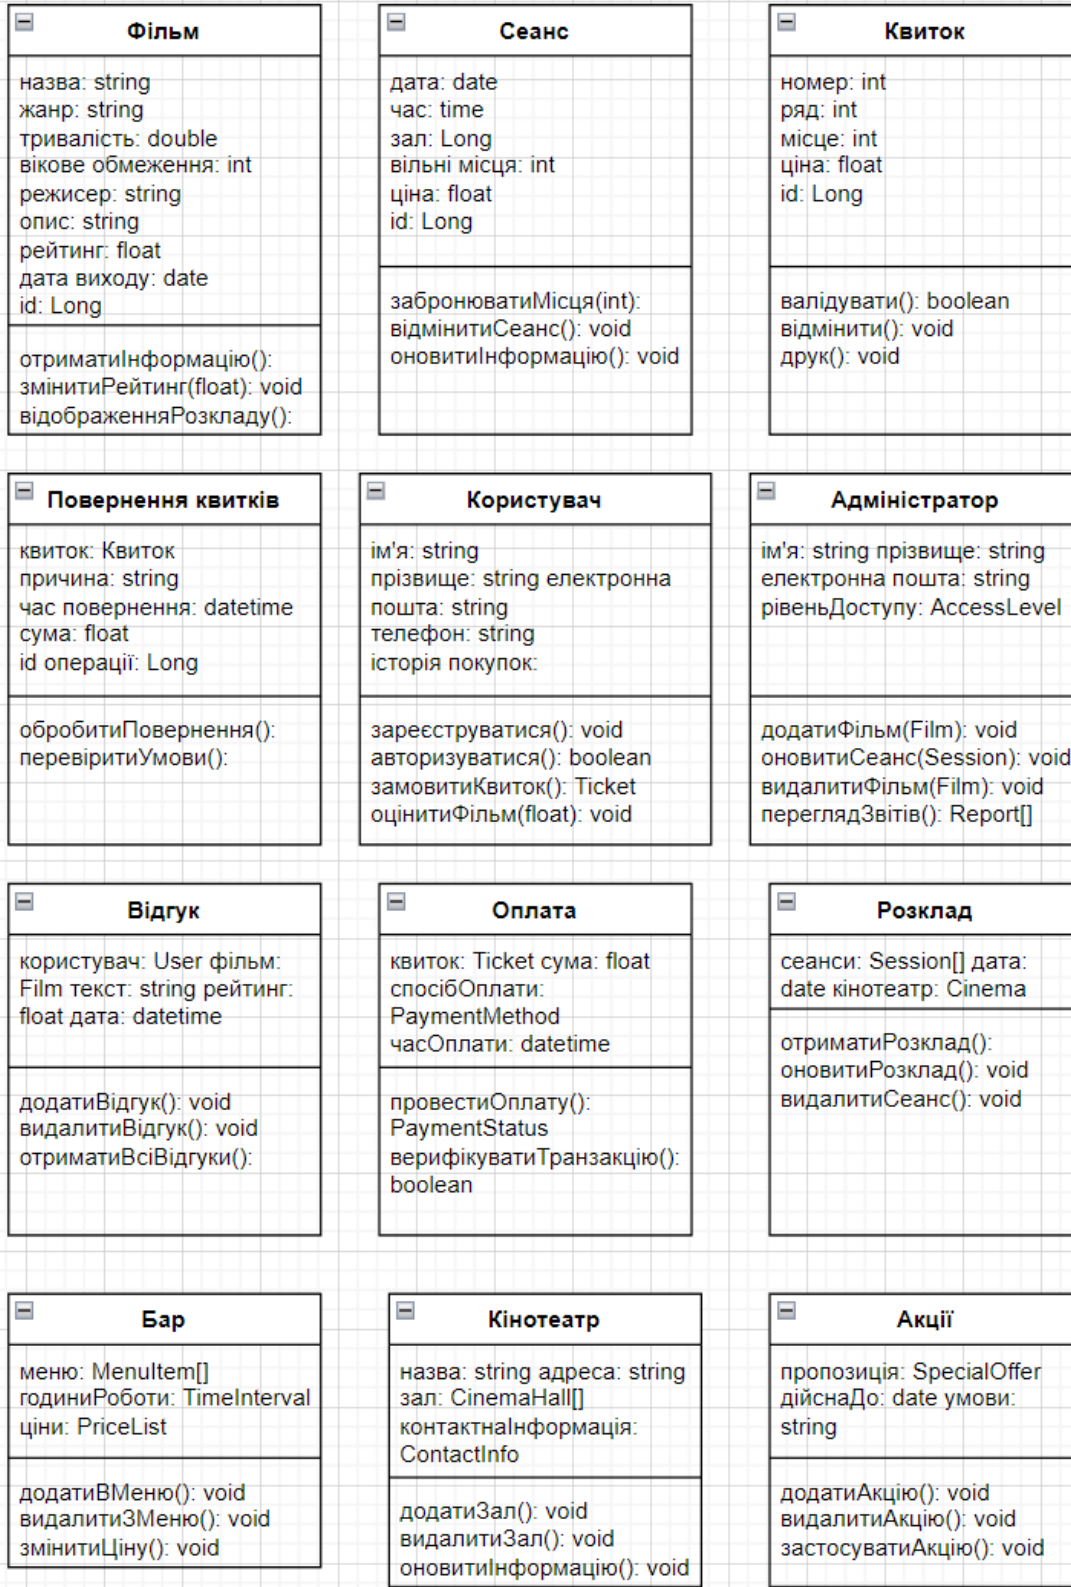 Фільм
назва: string
жанр: string
тривалість: double
вікове обмеження: int
режисер: string
опис: string
рейтинг: float
дата виходу: date
id: Long
отриматиІнформацію():
змінитиРейтинг(float): void
відображенняРозкладу():
Сеанс
дата: date
час: time
зал: Long
вільні місця: int
ціна: float
id: Long
забронюватиМісця(int):
відмінитиСеанс(): void
оновитиІнформацію(): void
Квиток
номер: int
ряд: int
місце: int
ціна: float
id: Long
валідувати(): boolean
відмінити(): void
друк(): void
Повернення квитків
квиток: Квиток
причина: string
час повернення: datetime
сума: float
id операції: Long
обробитиПовернення():
перевіритиУмови():
Користувач
ім'я: string
прізвище: string електронна
пошта: string
телефон: string
історія покупок:
зареєструватися(): void
авторизуватися(): boolean
замовитиКвиток(): Ticket
оцінитиФільм(float): void
Адміністратор
ім'я: string прізвище: string
електронна пошта: string
рівеньДоступу: AccessLevel
додатиФільм(Film): void
оновитиСеанс(Session): void
видалитиФільм(Film): void
переглядЗвітів(): Report[]
Відгук
користувач: User фільм:
Film текст: string рейтинг:
float дата: datetime
додатиВідгук(): void
видалитиВідгук(): void
отриматиВсіВідгуки():
Оплата
квиток: Ticket сума: float
спосібОплати:
PaymentMethod
часОплати: datetime
провестиОплату():
PaymentStatus
верифікуватиТранзакцію():
boolean
Розклад
сеанси: Session[] дата:
date кінотеатр: Cinema
отриматиРозклад():
оновитиРозклад(): void
видалитиСеанс(): void
Бар
меню: MenuItem[]
годиниРоботи: TimeInterval
ціни: PriceList
додатиВМеню(): void
видалитиЗМеню(): void
змінитиЦіну(): void
Кінотеатр
назва: string адреса: string
зал: CinemaHall[]
контактнаІнформація:
ContactInfo
додатиЗал(): void
видалитиЗал(): void
оновитиІнформацію(): void
Акції
пропозиція: SpecialOffer
дійснаДо: date умови:
string
додатиАкцію(): void
видалитиАкцію(): void
застосуватиАкцію(): void